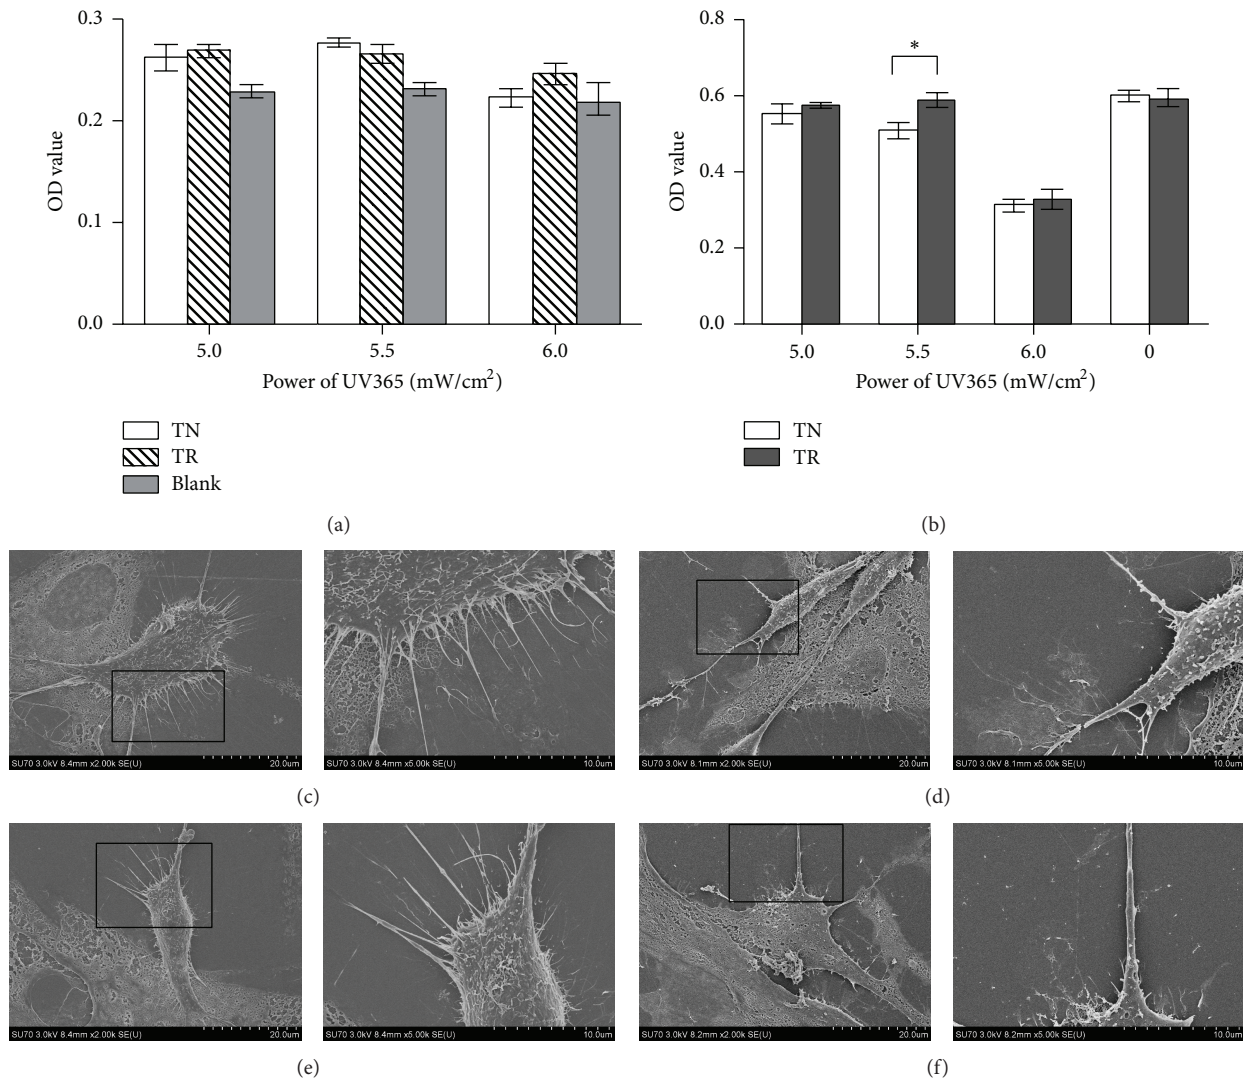 0.3
0.2
0.1
0.0
OD value
5.0 5.5 6.0
Power of UV365 (mW/cm²)
TN
TR
Blank
(a)
0.8
0.6
0.4
0.2
0.0
OD value
*
5.0 5.5 6.0 0
Power of UV365 (mW/cm²)
TN
TR
(b)
SU70 3.0kV 8.4mm x2.00k SE(U) 20.0um
SU70 3.0kV 8.4mm x5.00k SE(U) 10.0um
(c)
SU70 3.0kV 8.1mm x2.00k SE(U) 20.0um
SU70 3.0kV 8.1mm x5.00k SE(U) 10.0um
(d)
SU70 3.0kV 8.4mm x2.00k SE(U) 20.0um
SU70 3.0kV 8.4mm x5.00k SE(U) 10.0um
(e)
SU70 3.0kV 8.2mm x2.00k SE(U) 20.0um
SU70 3.0kV 8.2mm x5.00k SE(U) 10.0um
(f)